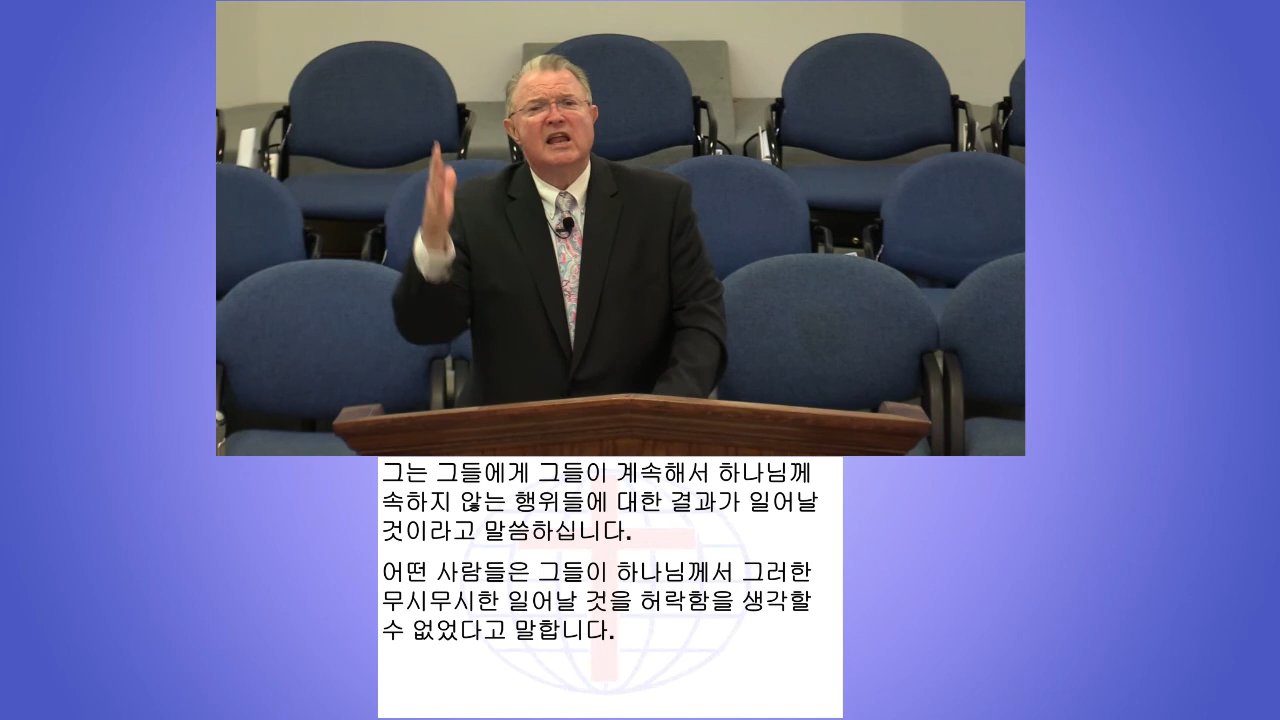 그는 그들에게 그들이 계속해서 하나님께
속하지 않는 행위들에 대한 결과가 일어날
것이라고 말씀하십니다.
어떤 사람들은 그들이 하나님께서 그러한
무시무시한 일어날 것을 허락함을 생각할
수 없었다고 말합니다.